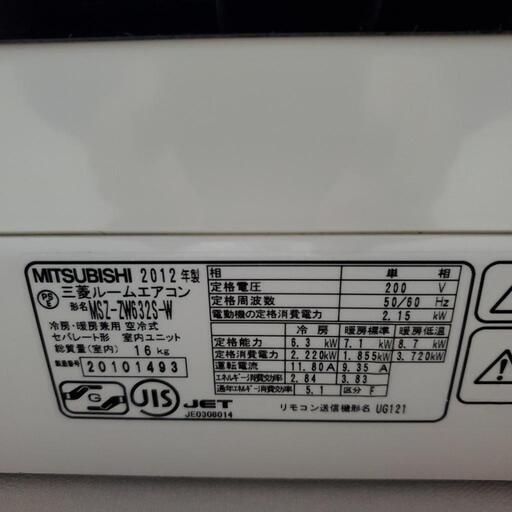 MITSUBISHI 2012年製
三菱ルームエアコン
形名 MSZ-ZW632S-W
冷房・暖房兼用 空冷式
セパレート形 室内ユニット
総質量(室内) 16 kg
製造番号 20101493
PS E
S
JIS
JET
JE0306014
相 単 相
定格電圧 200 V
定格周波数 50/60 Hz
電動機の定格消費電力 2.15 kW
冷 房 暖房標準 暖房低温
定格能力 6.3 kW 7.1 kW 8.7 kW
定格消費電力 2.220kW 1.855kW 3.720kW
運転電流 11.80A 9.35 A
エネルギー消費効率 2.84 3.83
通年エネルギー消費効率 5.1 区分 F
リモコン送信機形名 UG121